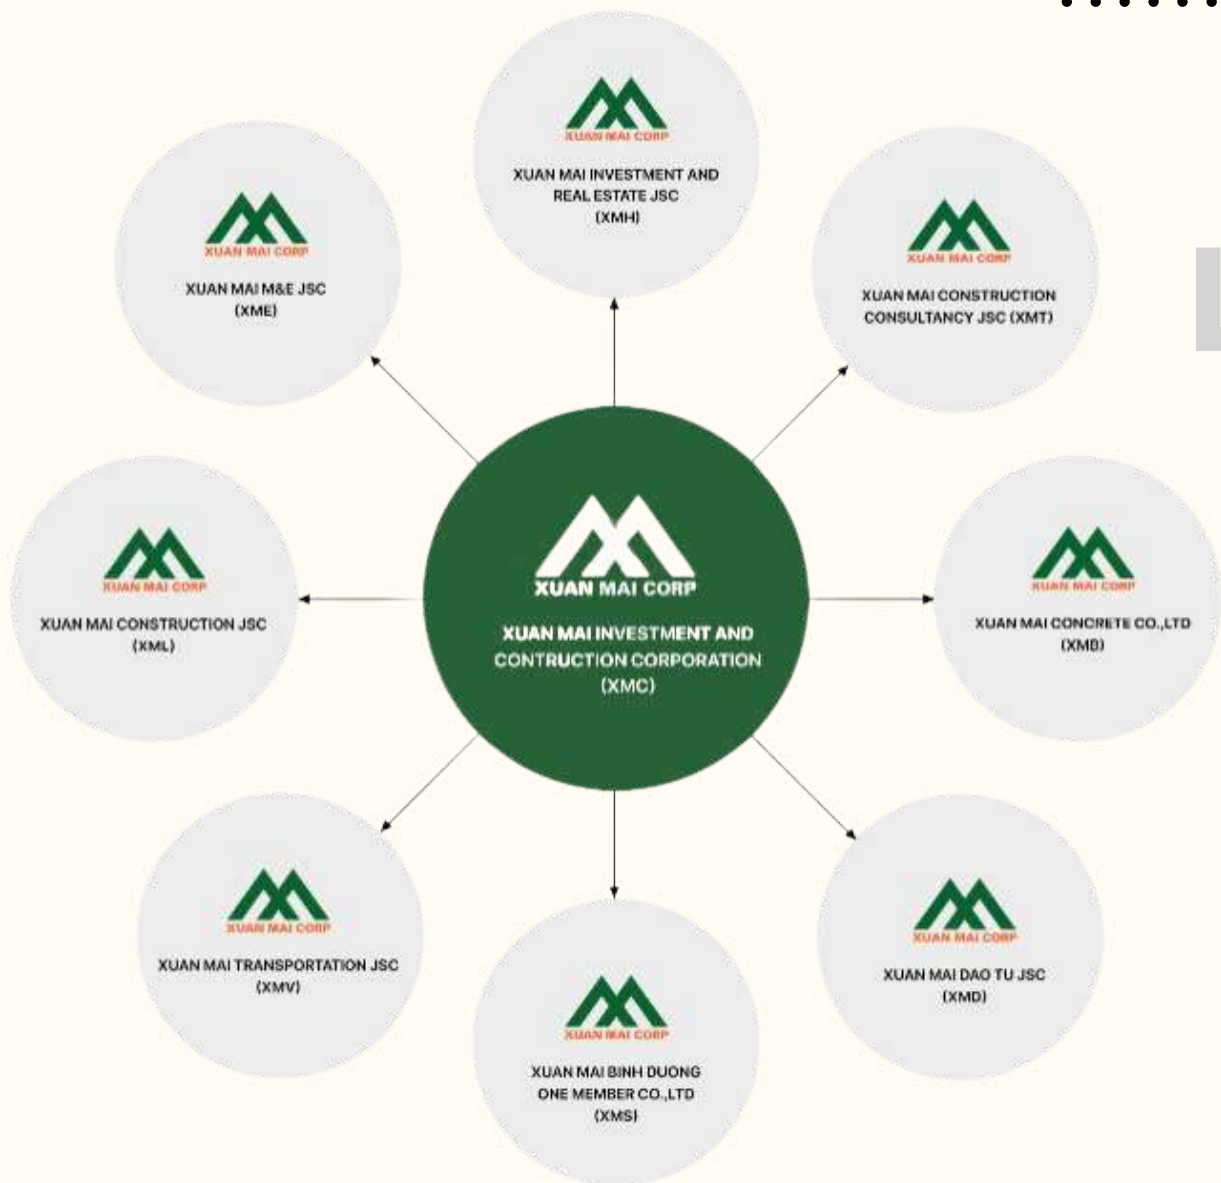 XUAN MAI CORP
XUAN MAI INVESTMENT AND
REAL ESTATE JSC
(XMH)
XUAN MAI CORP
XUAN MAI M&E JSC
(XME)
XUAN MAI CORP
XUAN MAI CONSTRUCTION
CONSULTANCY JSC (XMT)
XUAN MAI CORP
XUAN MAI CONSTRUCTION JSC
(XML)
XUAN MAI CORP
XUAN MAI INVESTMENT AND
CONTRUCTION CORPORATION
(XMC)
XUAN MAI CORP
XUAN MAI CONCRETE CO.,LTD
(XMB)
XUAN MAI CORP
XUAN MAI TRANSPORTATION JSC
(XMV)
XUAN MAI CORP
XUAN MAI BINH DUONG
ONE MEMBER CO.,LTD
(XMS)
XUAN MAI CORP
XUAN MAI DAO TU JSC
(XMD)